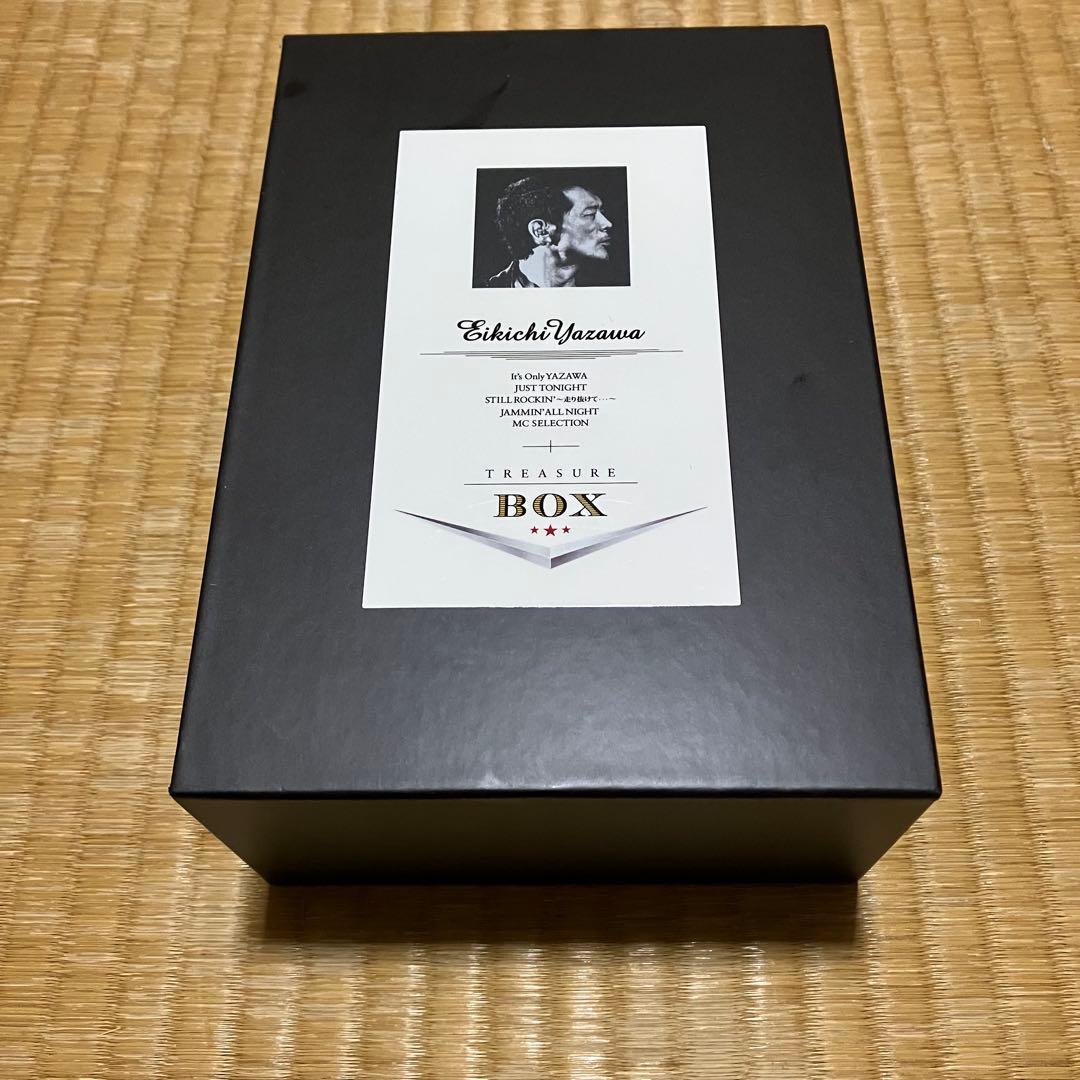 Eikichi Yazawa
It's Only YAZAWA
JUST TONIGHT
STILL ROCKIN' ～走り抜けて・・・～
JAMMIN' ALL NIGHT
MC SELECTION
TREASURE
BOX